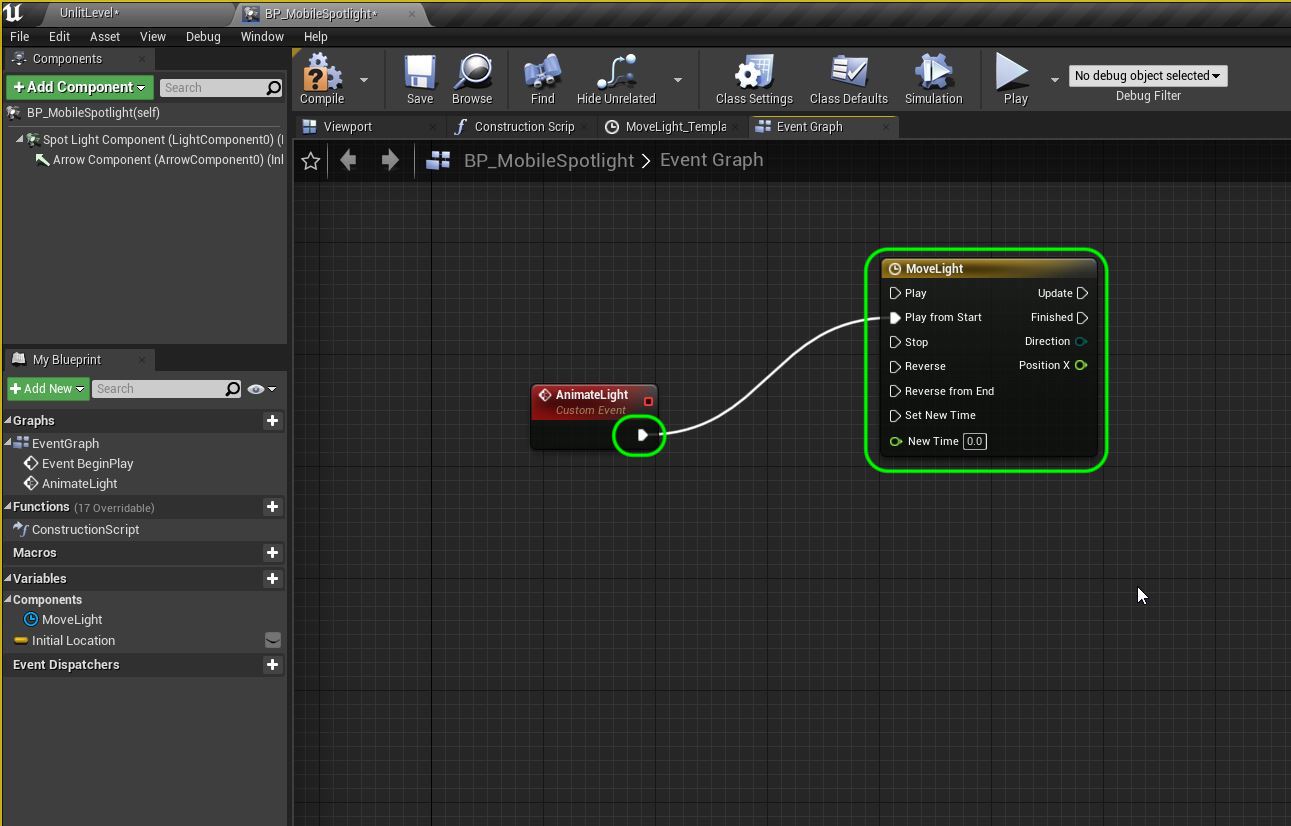 UnlitLevel*
BP_MobileSpotlight*
File Edit Asset View Debug Window Help
Components
+Add Component
Search
BP_MobileSpotlight(self)
Spot Light Component (LightComponent0) (I
Arrow Component (ArrowComponent0) (Inl
Compile
Save
Browse
Find
Hide Unrelated
Class Settings
Class Defaults
Simulation
Play
No debug object selected
Debug Filter
Viewport
Construction Scrip
MoveLight_Templa
Event Graph
BP_MobileSpotlight > Event Graph
My Blueprint
+Add New
Search
Graphs
EventGraph
Event BeginPlay
AnimateLight
Functions (17 Overridable)
ConstructionScript
Macros
Variables
Components
MoveLight
Initial Location
Event Dispatchers
AnimateLight
Custom Event
MoveLight
Play Update
Play from Start Finished
Stop Direction
Reverse Position X
Reverse from End
Set New Time
New Time 0.0